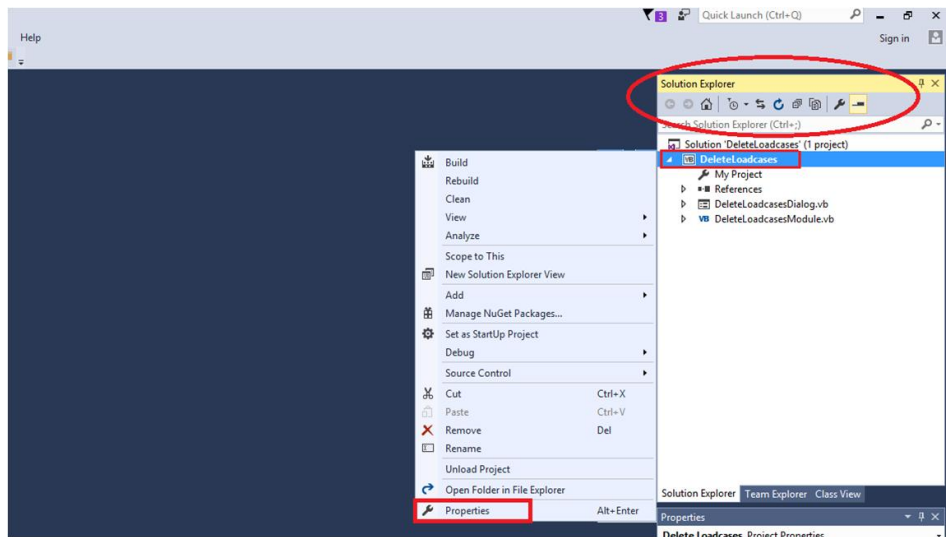 3
Quick Launch (Ctrl+Q)
Help
Sign in
Solution Explorer
Search Solution Explorer (Ctrl+;)
Solution 'DeleteLoadcases' (1 project)
VB DeleteLoadcases
My Project
References
DeleteLoadcasesDialog.vb
VB DeleteLoadcasesModule.vb
Build
Rebuild
Clean
View
Analyze
Scope to This
New Solution Explorer View
Add
Manage NuGet Packages...
Set as StartUp Project
Debug
Source Control
Cut Ctrl+X
Paste Ctrl+V
Remove Del
Rename
Unload Project
Open Folder in File Explorer
Properties Alt+Enter
Solution Explorer Team Explorer Class View
Properties
Delete Loadcases Project Properties